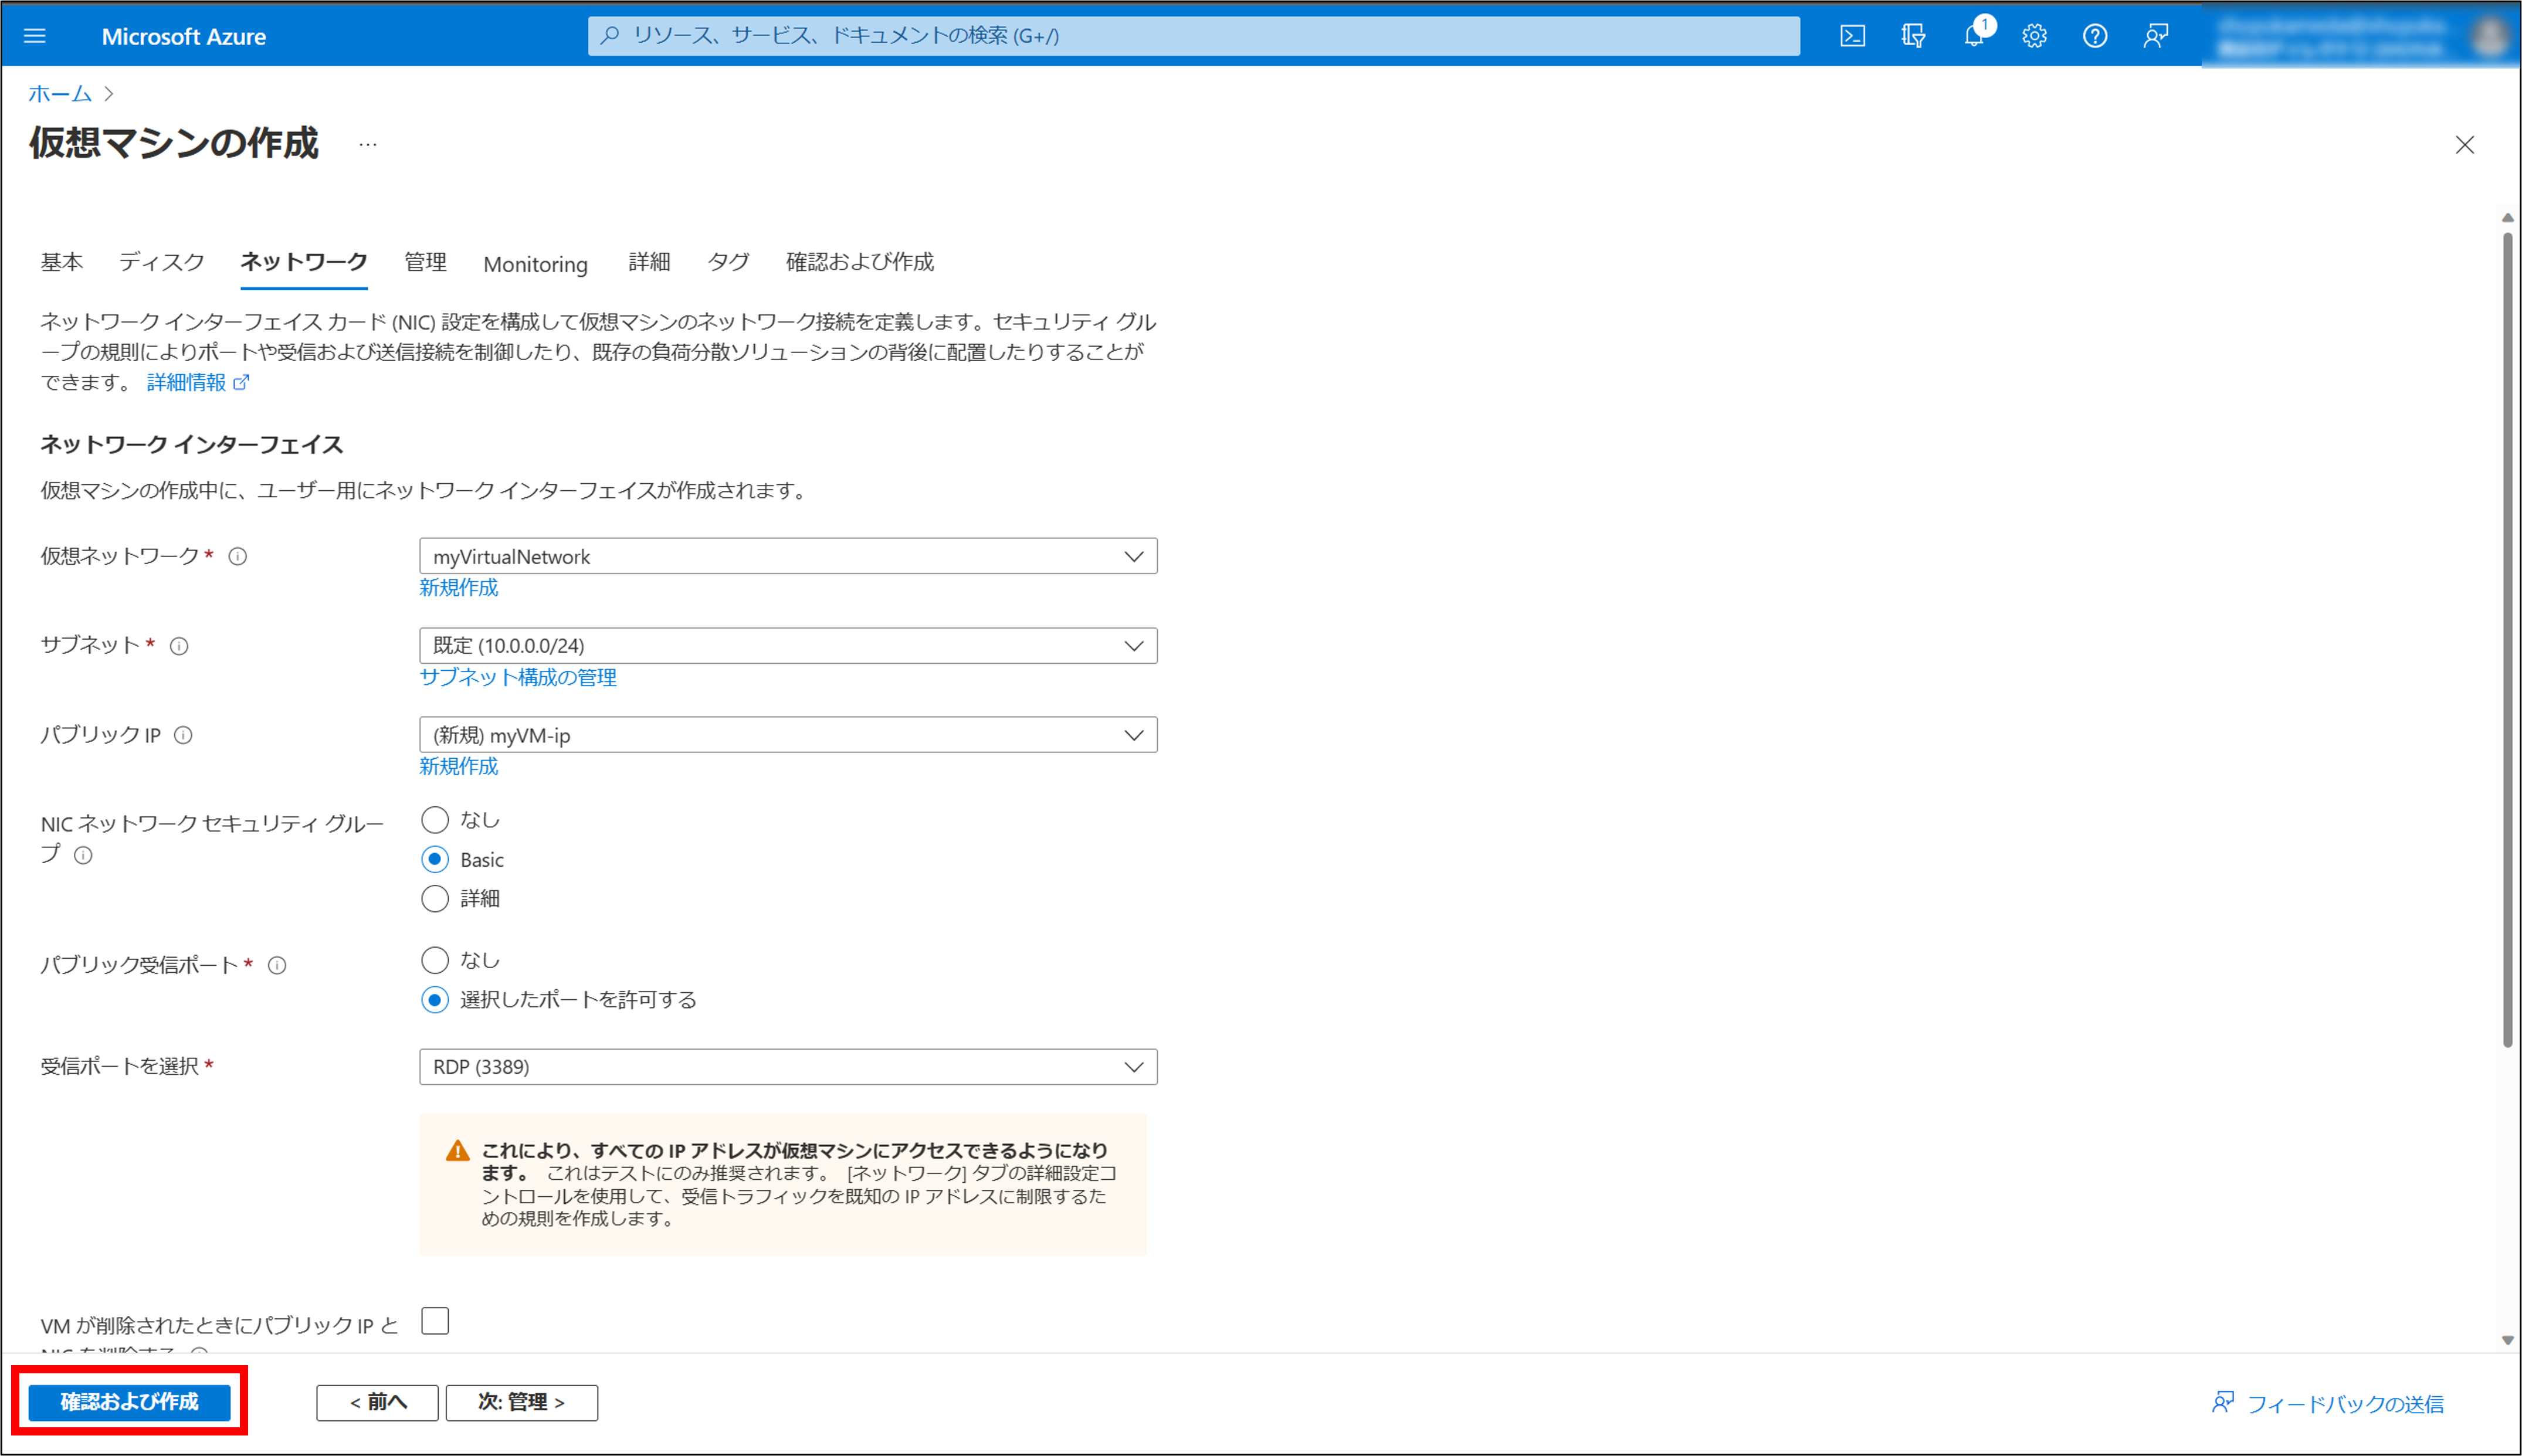 Microsoft Azure
リソース、サービス、ドキュメントの検索 (G+/)
1
ホーム
仮想マシンの作成 …
基本 ディスク ネットワーク 管理 Monitoring 詳細 タグ 確認および作成
ネットワーク インターフェイス カード (NIC) 設定を構成して仮想マシンのネットワーク接続を定義します。セキュリティ グル
ープの規則によりポートや受信および送信接続を制御したり、既存の負荷分散ソリューションの背後に配置したりすることが
できます。 詳細情報
ネットワーク インターフェイス
仮想マシンの作成中に、ユーザー用にネットワーク インターフェイスが作成されます。
仮想ネットワーク * myVirtualNetwork
新規作成
サブネット * 既定 (10.0.0.0/24)
サブネット構成の管理
パブリック IP (新規) myVM-ip
新規作成
NIC ネットワーク セキュリティ グルー
プ
なし
Basic
詳細
パブリック受信ポート *
なし
選択したポートを許可する
受信ポートを選択 * RDP (3389)
これにより、すべての IP アドレスが仮想マシンにアクセスできるようになり
ます。 これはテストにのみ推奨されます。 [ネットワーク] タブの詳細設定コ
ントロールを使用して、受信トラフィックを既知の IP アドレスに制限するた
めの規則を作成します。
VM が削除されたときにパブリック IP と
NIC を削除する
確認および作成 < 前へ 次: 管理 > フィードバックの送信